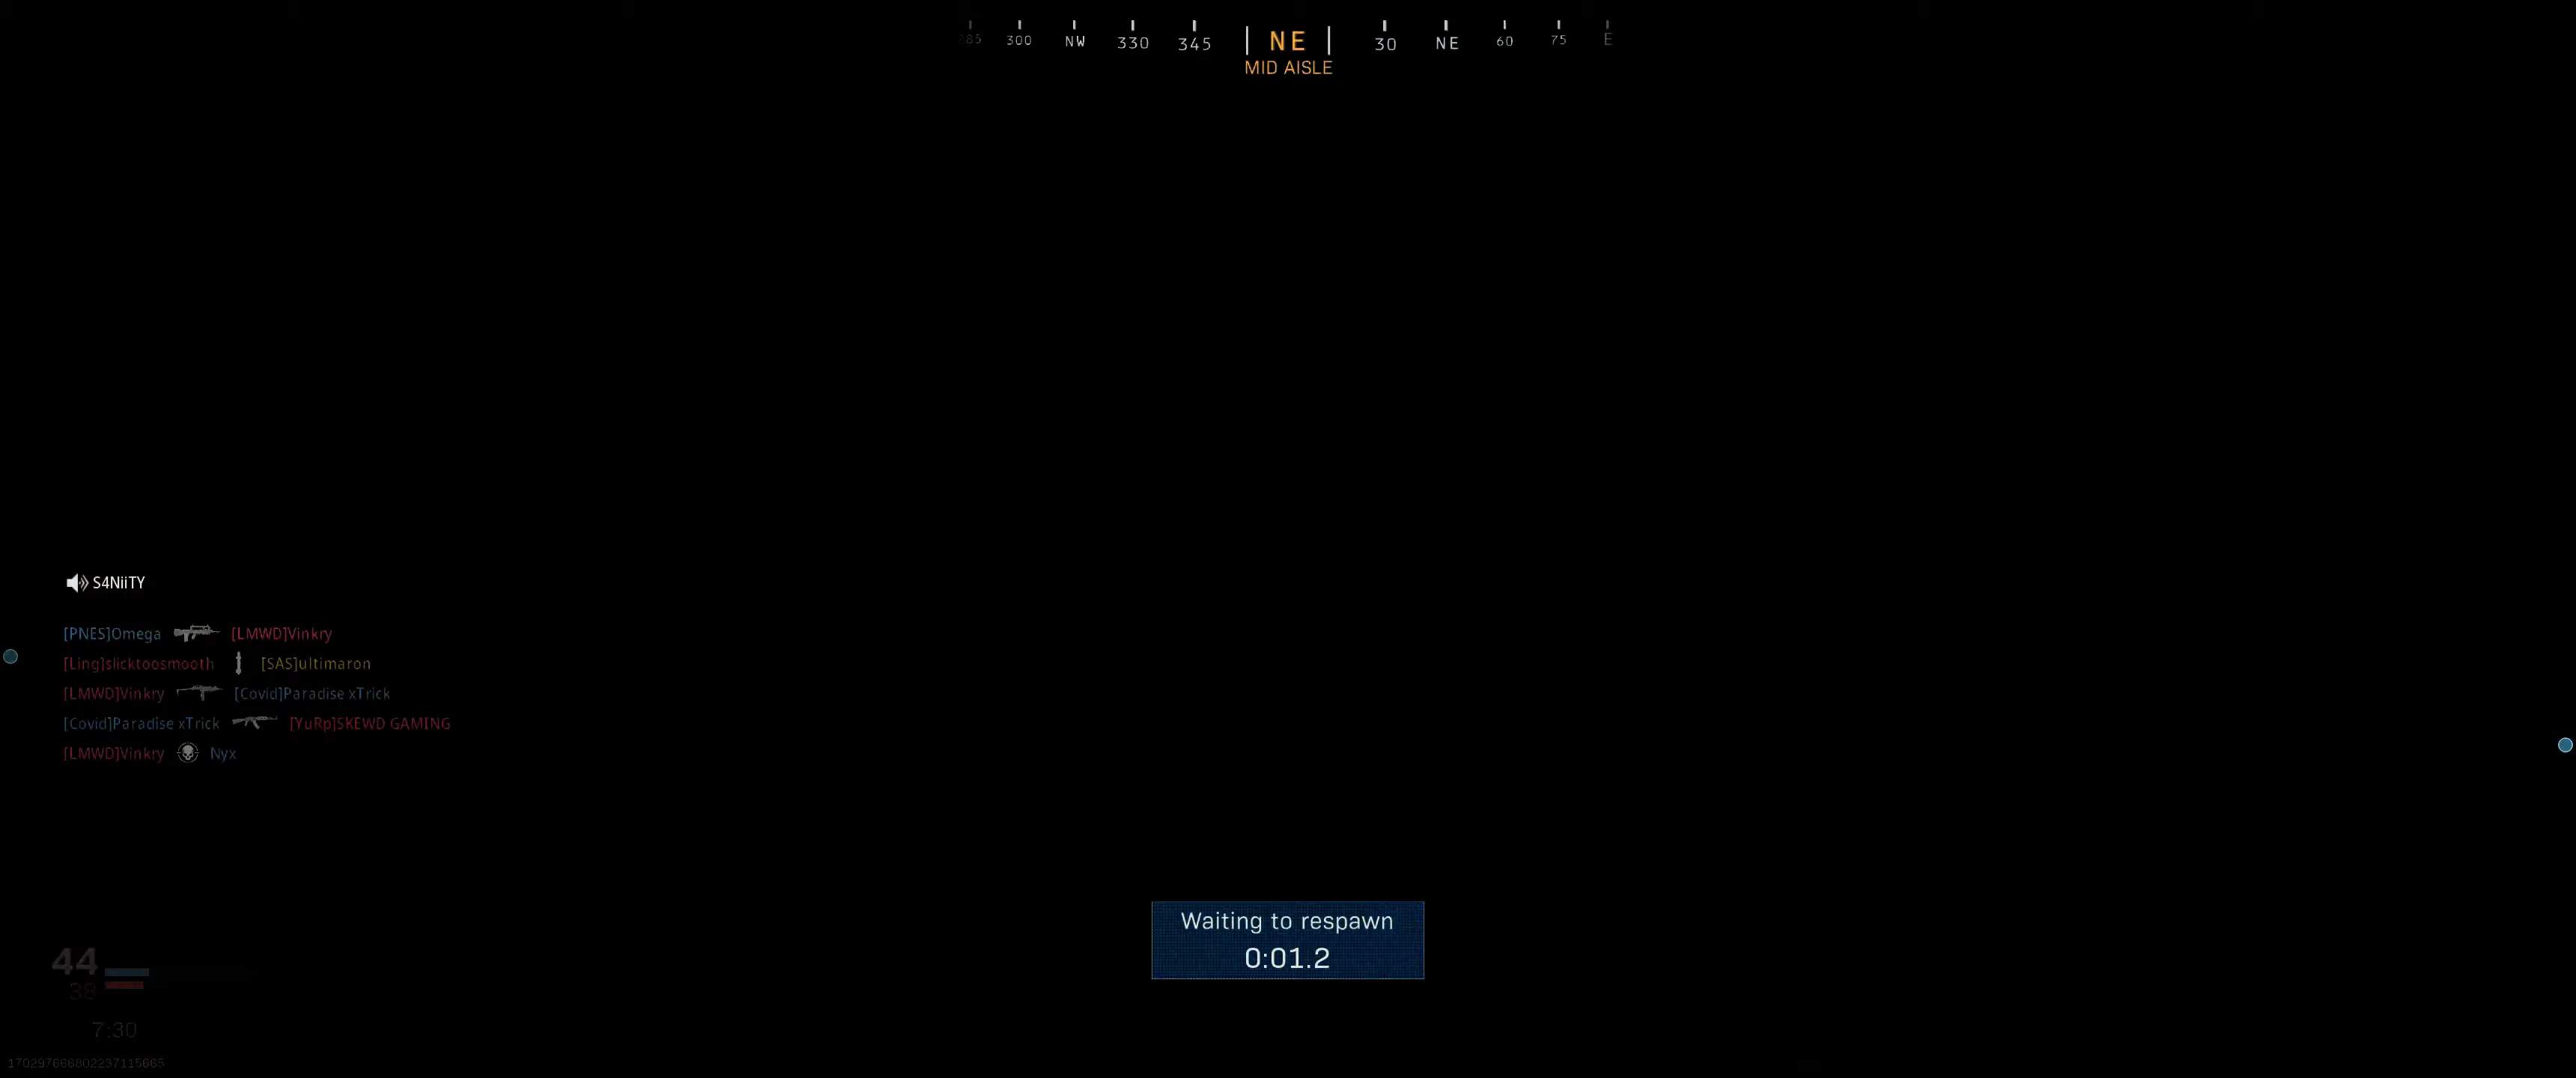 285 300 NW 330 345 NE 30 NE 60 75 E
MID AISLE
S4NiiTY
[PNES]Omega [LMWD]Vinkry
[Ling]slicktoosmooth [SAS]ultimaron
[LMWD]Vinkry [Covid]Paradise xTrick
[Covid]Paradise xTrick [YuRp]SKEWD GAMING
[LMWD]Vinkry Nyx
Waiting to respawn
0:01.2
44
38
7:30
170297666802237115665